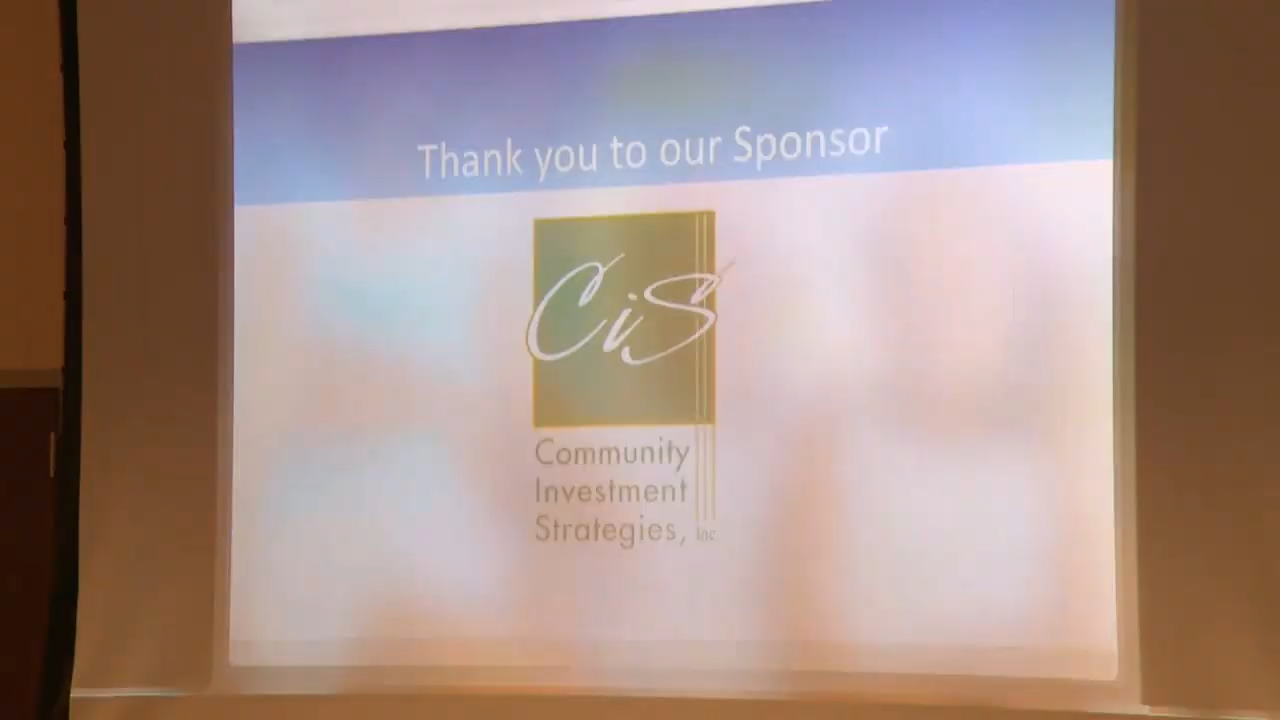 Thank you to our Sponsor
CiS
Community
Investment
Strategies, Inc